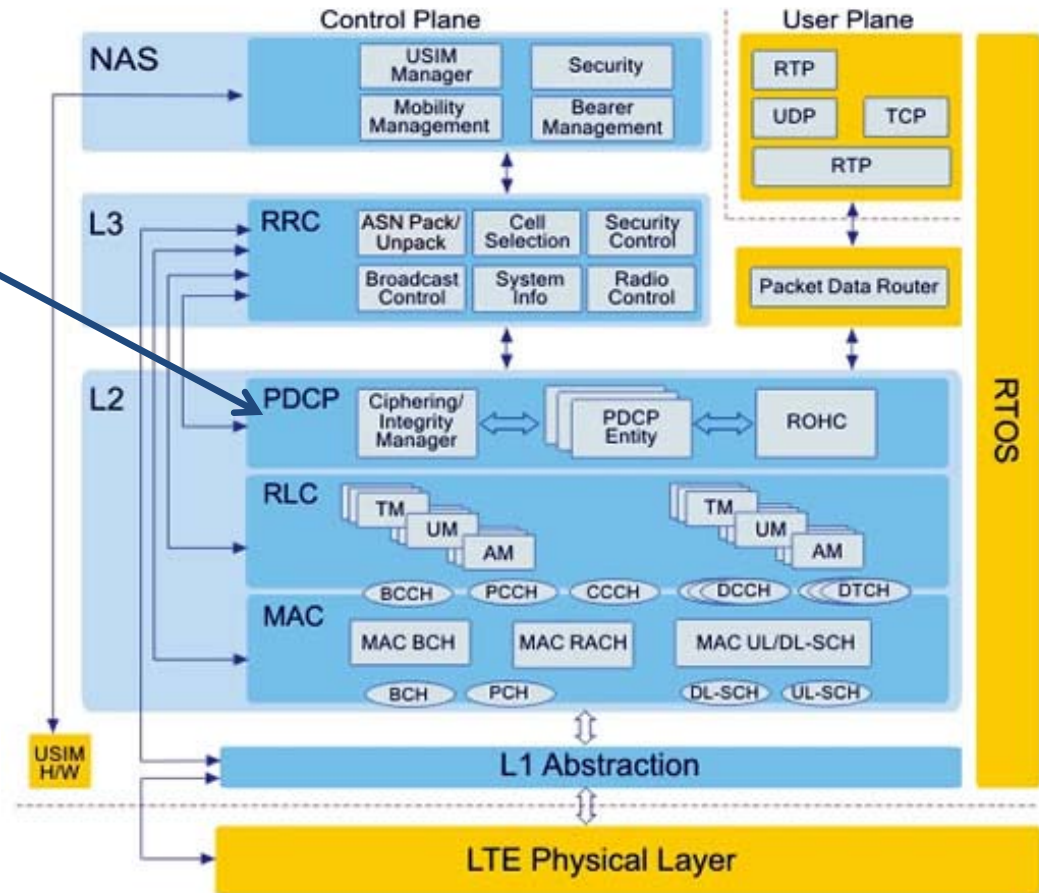 Control Plane
User Plane
NAS
USIM
Manager
Security
Mobility
Management
Bearer
Management
RTP
UDP
TCP
RTP
L3
RRC
ASN Pack/
Unpack
Cell
Selection
Security
Control
Broadcast
Control
System
Info
Radio
Control
Packet Data Router
RTOS
L2
PDCP
Ciphering/
Integrity
Manager
PDCP
Entity
ROHC
RLC
TM
UM
AM
TM
UM
AM
BCCH
PCCH
CCCH
DCCH
DTCH
MAC
MAC BCH
MAC RACH
MAC UL/DL-SCH
BCH
PCH
DL-SCH
UL-SCH
USIM
H/W
L1 Abstraction
LTE Physical Layer